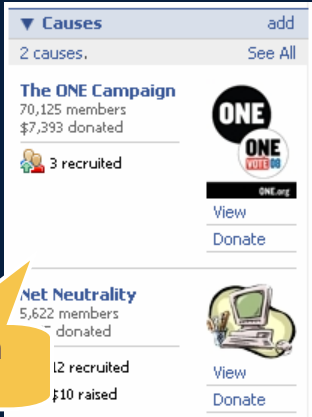 ▼ Causes add
2 causes. See All
The ONE Campaign
70,125 members
$7,393 donated
3 recruited
ONE
ONE
VOTE 08
ONE.org
View
Donate
Net Neutrality
5,622 members
donated
12 recruited
$10 raised
View
Donate